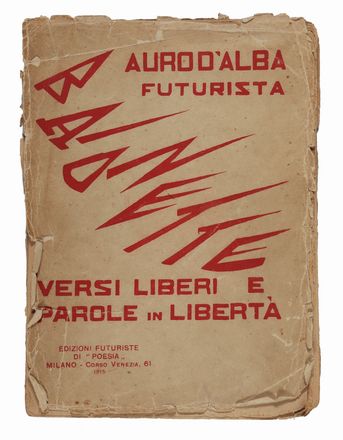 AURO D'ALBA
FUTURISTA
BAIONETTE
VERSI LIBERI E
PAROLE IN LIBERTÀ
EDIZIONI FUTURISTE
DI "POESIA„
MILANO - CORSO VENEZIA, 61
1915